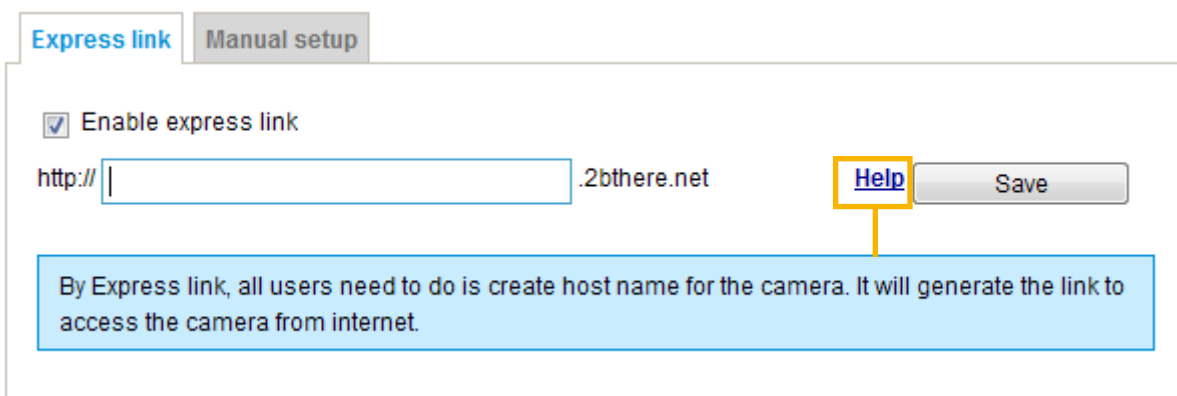 Express link Manual setup
Enable express link
http:// .2bthere.net Help Save
By Express link, all users need to do is create host name for the camera. It will generate the link to
access the camera from internet.